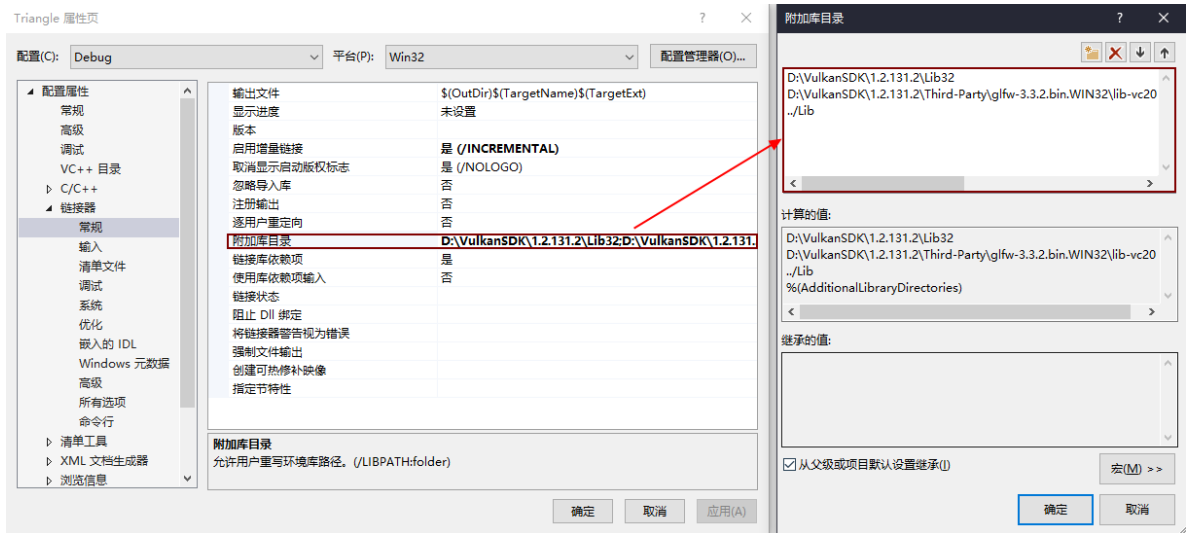 Triangle 属性页
配置(C): Debug 平台(P): Win32 配置管理器(O)...
配置属性
常规
高级
调试
VC++ 目录
C/C++
链接器
常规
输入
清单文件
调试
系统
优化
嵌入的 IDL
Windows 元数据
高级
所有选项
命令行
清单工具
XML 文档生成器
浏览信息
输出文件 $(OutDir)$(TargetName)$(TargetExt)
显示进度 未设置
版本
启用增量链接 是 (/INCREMENTAL)
取消显示启动版权标志 是 (/NOLOGO)
忽略导入库 否
注册输出 否
逐用户重定向 否
附加库目录 D:\VulkanSDK\1.2.131.2\Lib32;D:\VulkanSDK\1.2.131.
链接库依赖项 是
使用库依赖项输入 否
链接状态
阻止 Dll 绑定
将链接器警告视为错误
强制文件输出
创建可热修补映像
指定节特性
附加库目录
允许用户重写环境库路径。(/LIBPATH:folder)
确定 取消 应用(A)
附加库目录
D:\VulkanSDK\1.2.131.2\Lib32
D:\VulkanSDK\1.2.131.2\Third-Party\glfw-3.3.2.bin.WIN32\lib-vc20
../Lib
计算的值:
D:\VulkanSDK\1.2.131.2\Lib32
D:\VulkanSDK\1.2.131.2\Third-Party\glfw-3.3.2.bin.WIN32\lib-vc20
../Lib
%(AdditionalLibraryDirectories)
继承的值:
从父级或项目默认设置继承(I)
宏(M) >>
确定 取消